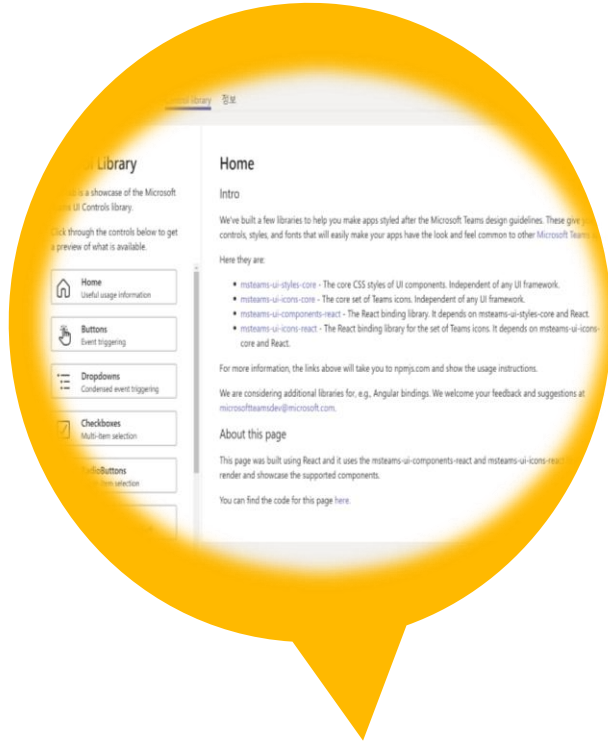 Control library 정보
Library
is a showcase of the Microsoft
UI Controls library.
Click through the controls below to get
a preview of what is available.
Home
Useful usage information
Buttons
Event triggering
Dropdowns
Condensed event triggering
Checkboxes
Multi-item selection
RadioButtons
item selection
Home
Intro
We've built a few libraries to help you make apps styled after the Microsoft Teams design guidelines. These give you
controls, styles, and fonts that will easily make your apps have the look and feel common to other Microsoft Teams
Here they are:
• msteams-ui-styles-core - The core CSS styles of UI components. Independent of any UI framework.
• msteams-ui-icons-core - The core set of Teams icons. Independent of any UI framework.
• msteams-ui-components-react - The React binding library. It depends on msteams-ui-styles-core and React.
• msteams-ui-icons-react - The React binding library for the set of Teams icons. It depends on msteams-ui-icons-
core and React.
For more information, the links above will take you to npmjs.com and show the usage instructions.
We are considering additional libraries for, e.g., Angular bindings. We welcome your feedback and suggestions at
microsoftteamsdev@microsoft.com.
About this page
This page was built using React and it uses the msteams-ui-components-react and msteams-ui-icons-react
render and showcase the supported components.
You can find the code for this page here.